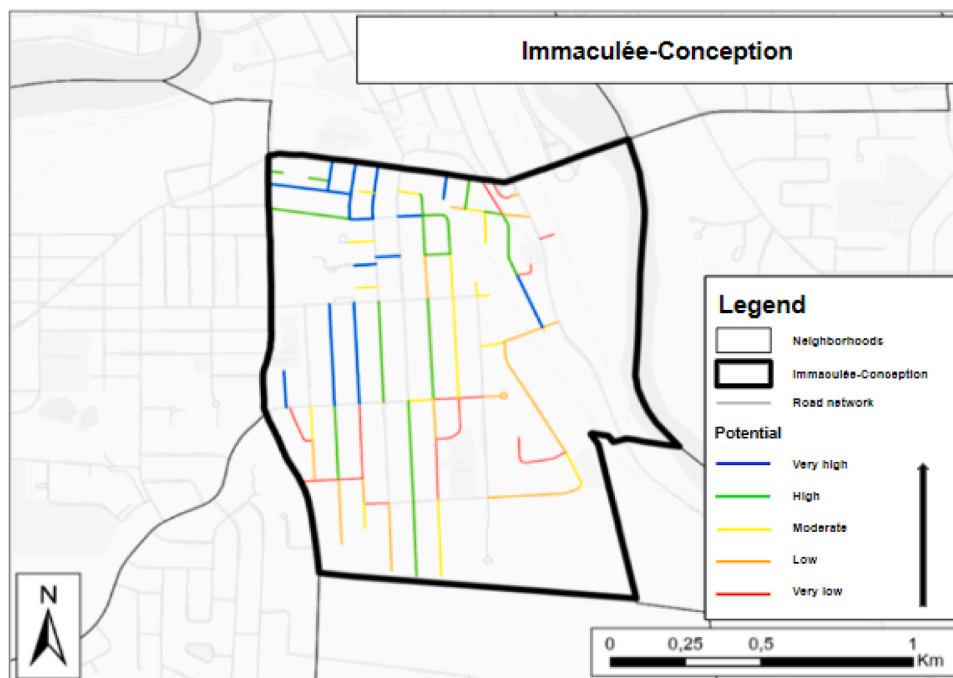 Immaculée-Conception
Legend
Neighborhoods
Immaoulée-Conception
Road network
Potential
Very high
High
Moderate
Low
Very low
N
0 0,25 0,5 1
Km